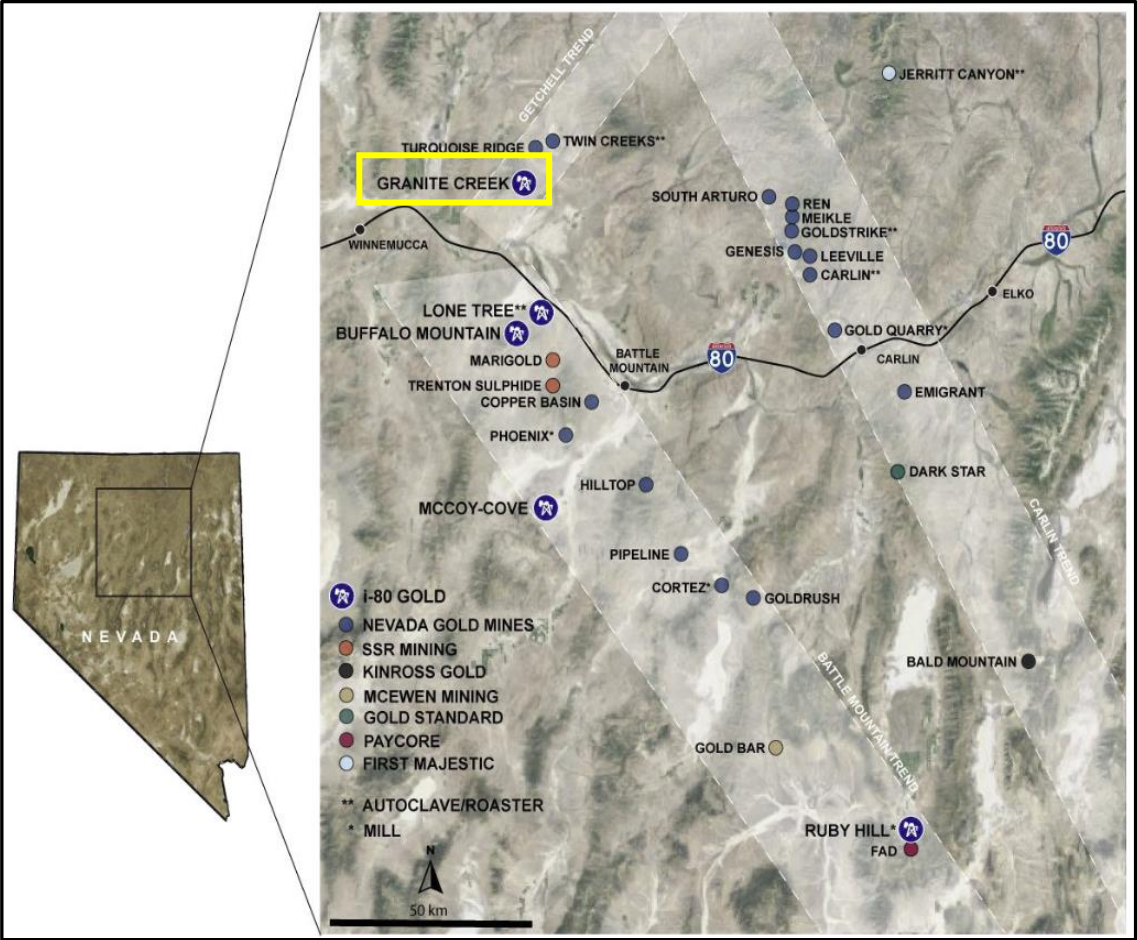 GETCHELL TREND
JERRITT CANYON**
TWIN CREEKS**
TURQUOISE RIDGE
GRANITE CREEK
SOUTH ARTURO
REN
MEIKLE
GOLDSTRIKE**
WINNEMUCCA
GENESIS
LEEVILLE
CARLIN**
INTERSTATE
80
ELKO
LONE TREE**
BUFFALO MOUNTAIN
GOLD QUARRY*
CARLIN
MARIGOLD
BATTLE
MOUNTAIN
INTERSTATE
80
TRENTON SULPHIDE
COPPER BASIN
EMIGRANT
PHOENIX*
DARK STAR
HILLTOP
MCCOY-COVE
CARLIN TREND
PIPELINE
CORTEZ*
GOLDRUSH
i-80 GOLD
NEVADA GOLD MINES
SSR MINING
KINROSS GOLD
MCEWEN MINING
GOLD STANDARD
PAYCORE
FIRST MAJESTIC
** AUTOCLAVE/ROASTER
* MILL
NEVADA
BALD MOUNTAIN
BATTLE MOUNTAIN TREND
GOLD BAR
RUBY HILL*
FAD
N
50 km